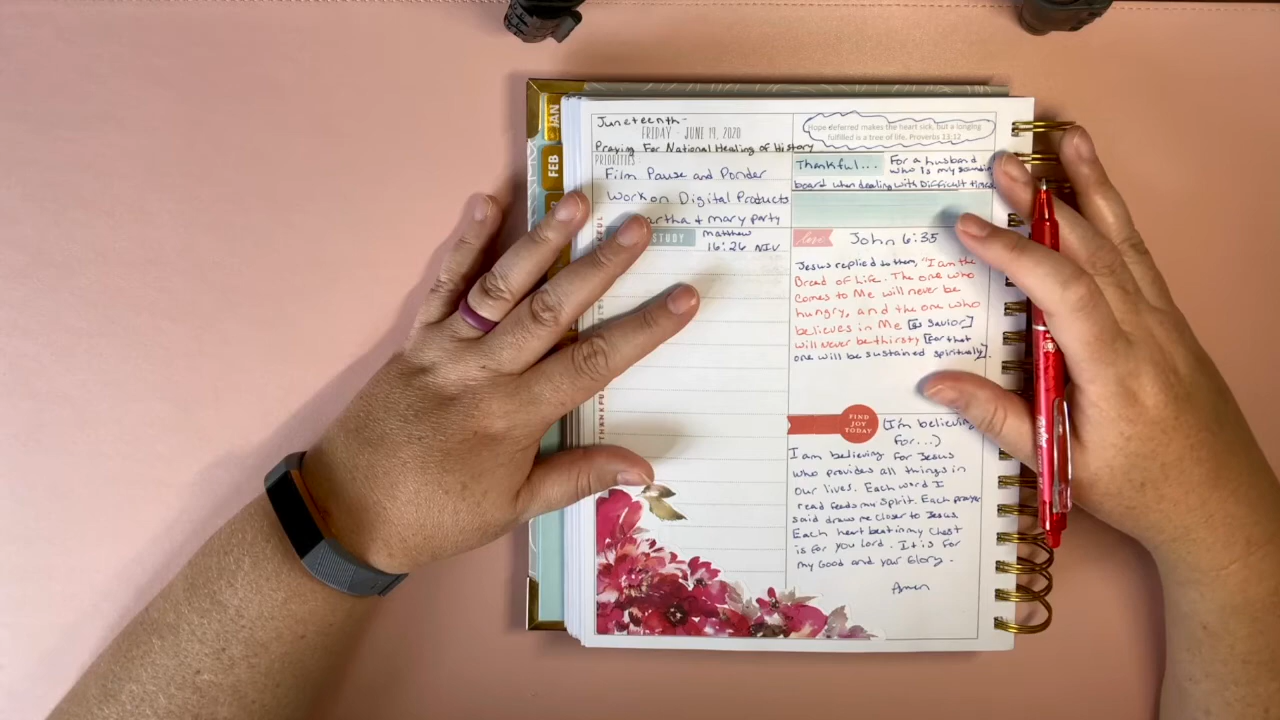 JAN
FEB
Juneteenth-
FRIDAY - JUNE 19, 2020
Praying For National Healing of History
PRIORITIES
Film Pause and Ponder
Work on Digital Products
artha + mary party
STUDY
matthew
16:26 NIV
THANKFUL
Hope deferred makes the heart sick, but a longing
fulfilled is a tree of life. Proverbs 13:12
Thankful...
For a husband
who is my sounding
board when dealing with Difficult times
love
John 6:35
Jesus replied to them, "I am the
Bread of Life. The one who
comes to Me will never be
hungry, and the one who
believes in Me [as Savior]
will never be thirsty [for that
one will be sustained spiritually].
FIND
JOY
TODAY
(I'm believing
for...)
I am believing for Jesus
who provides all things in
our lives. Each word I
read feeds my Spirit. Each prayer
said draws me closer to Jesus.
Each heart beat in my chest
is for you Lord. It is for
my Good and your Glory.
Amen